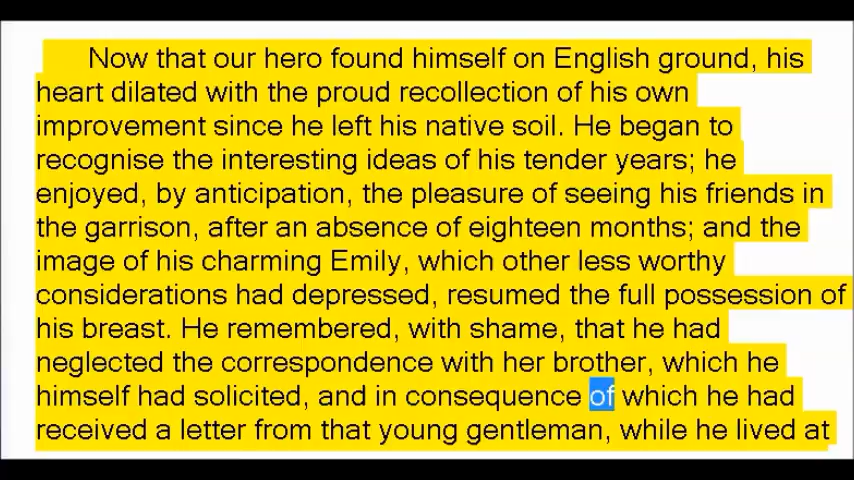 Now that our hero found himself on English ground, his
heart dilated with the proud recollection of his own
improvement since he left his native soil. He began to
recognise the interesting ideas of his tender years; he
enjoyed, by anticipation, the pleasure of seeing his friends in
the garrison, after an absence of eighteen months; and the
image of his charming Emily, which other less worthy
considerations had depressed, resumed the full possession of
his breast. He remembered, with shame, that he had
neglected the correspondence with her brother, which he
himself had solicited, and in consequence of which he had
received a letter from that young gentleman, while he lived at